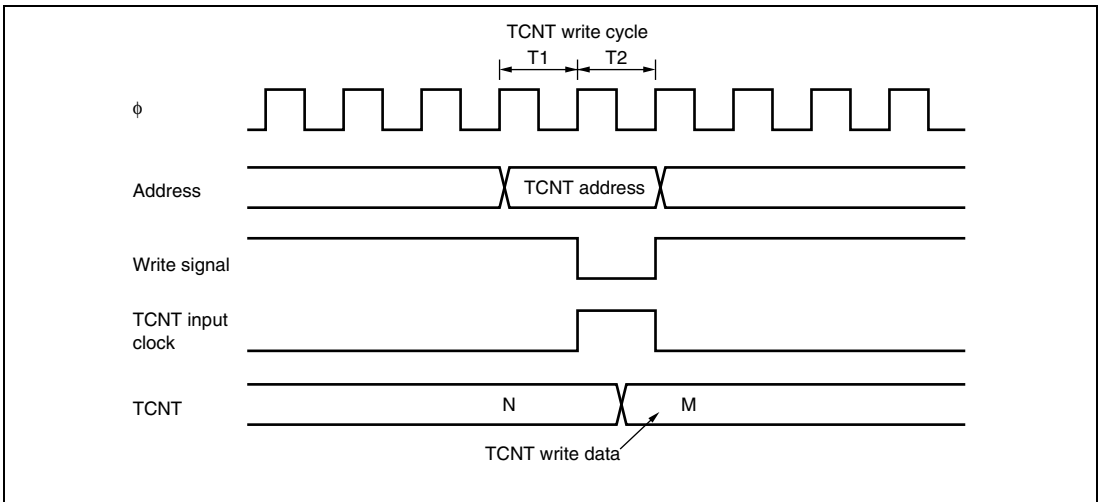 TCNT write cycle
T1 T2
ϕ
Address
TCNT address
Write signal
TCNT input
clock
TCNT
N
M
TCNT write data